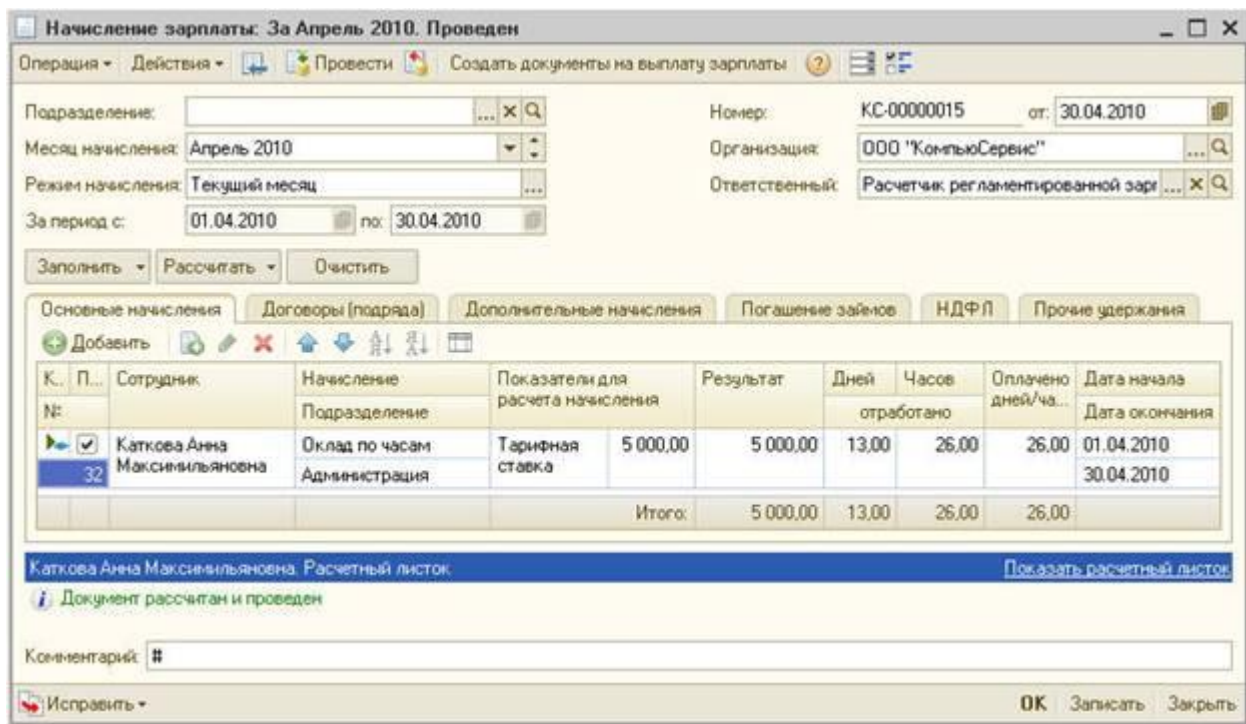 Начисление зарплаты: За Апрель 2010. Проведен
Операция Действия Провести Создать документы на выплату зарплаты ?
Подразделение: ... Номер: КС-00000015 от: 30.04.2010
Месяц начисления: Апрель 2010 Организация: ООО "КомпьюСервис" ...
Режим начисления: Текущий месяц ... Ответственный: Расчетчик регламентированной зарг ...
За период с: 01.04.2010 по: 30.04.2010
Заполнить Рассчитать Очистить
Основные начисления Договоры (подряда) Дополнительные начисления Погашение займов НДФЛ Прочие удержания
Добавить
К... П... Сотрудник Начисление Показатели для Результат Дней Часов Оплачено Дата начала
расчета начисления дней/ча...
№ Подразделение отработано Дата окончания
Каткова Анна Оклад по часам Тарифная 5 000,00 5 000,00 13,00 26,00 26,00 01.04.2010
32 Максимильяновна Администрация ставка 30.04.2010
Итого: 5 000,00 13,00 26,00 26,00
Каткова Анна Максимильяновна. Расчетный листок Показать расчетный листок
i Документ рассчитан и проведен
Комментарий: #
Исправить OK Записать Закрыть